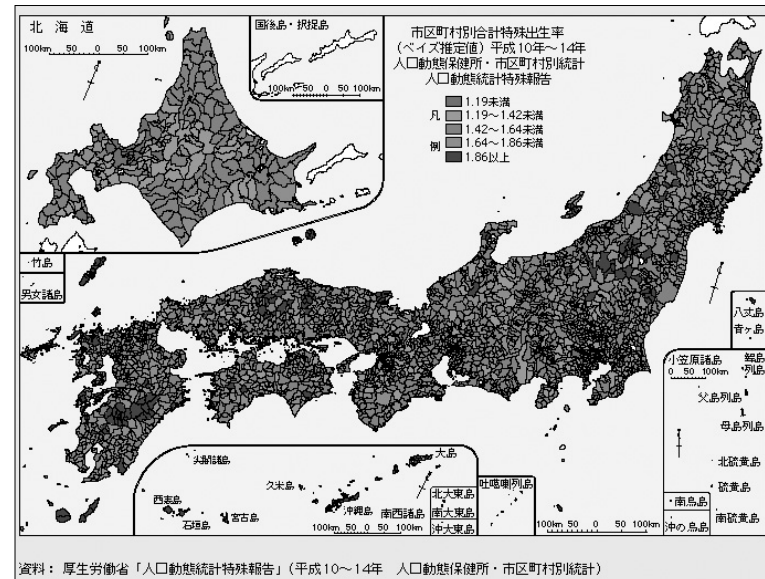 北海道
100km 50 0 100km
国後島・択捉島
100km 50 0 50 100km
市区町村別合計特殊出生率
(ベイズ推定値)平成10年～14年
人口動態保健所・市区町村別統計
人口動態統計特殊報告
凡例
1.19未満
1.19～1.42未満
1.42～1.64未満
1.64～1.86未満
1.86以上
・竹島
男女諸島
八丈島
青ヶ島
小笠原諸島
0 50 100km
父島列島
母島列島
北硫黄島
硫黄島
・南鳥島
南硫黄島
沖の鳥島
尖閣諸島
大島
久米島
沖縄島
南西諸島
石垣島
宮古島
100km 50 0 50 100km
北大東島
南大東島
沖大東島
吐噶喇列島
100km 50 0 50 100km
資料：厚生労働省「人口動態統計特殊報告」(平成10～14年 人口動態保健所・市区町村別統計)